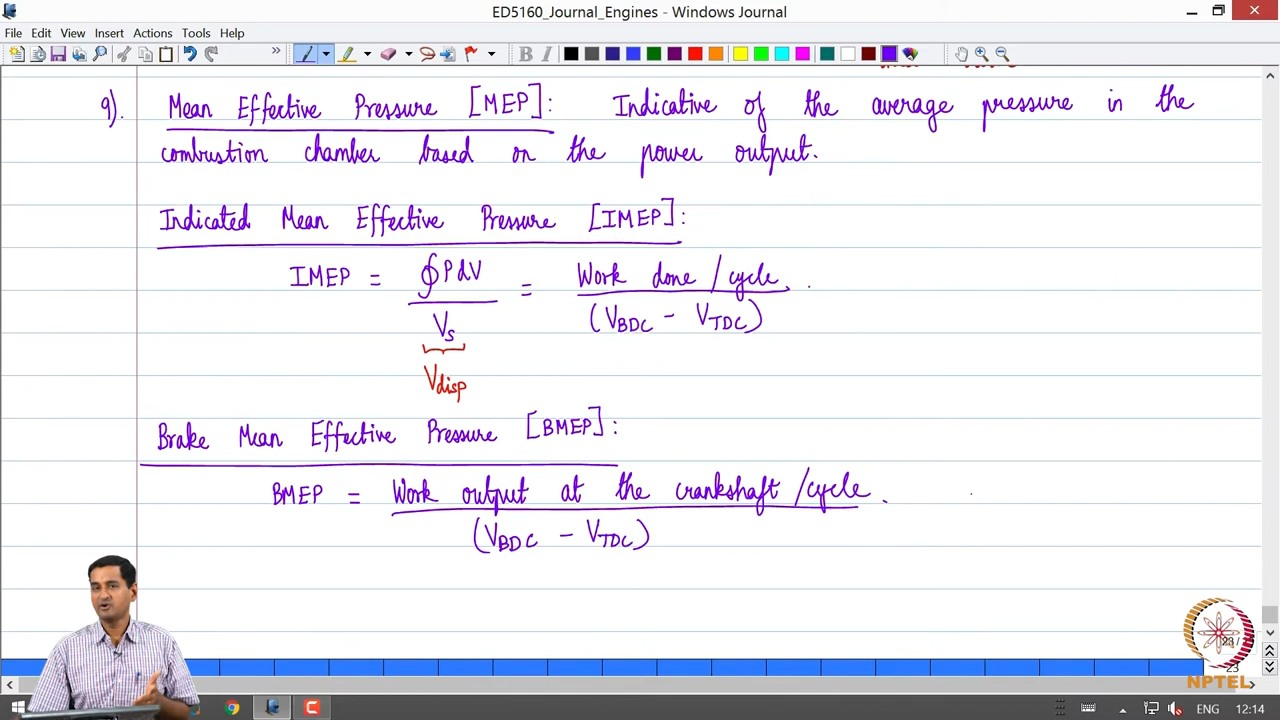 ED5160_Journal_Engines - Windows Journal
File Edit View Insert Actions Tools Help
9). Mean Effective Pressure [MEP]: Indicative of the average pressure in the
combustion chamber based on the power output.
Indicated Mean Effective Pressure [IMEP]:
IMEP = ∮PdV / Vs = Work done /cycle / (VBDC - VTDC)
Vdisp
Brake Mean Effective Pressure [BMEP]:
BMEP = Work output at the crankshaft /cycle. / (VBDC - VTDC)
23
23
NPTEL
ENG 12:14